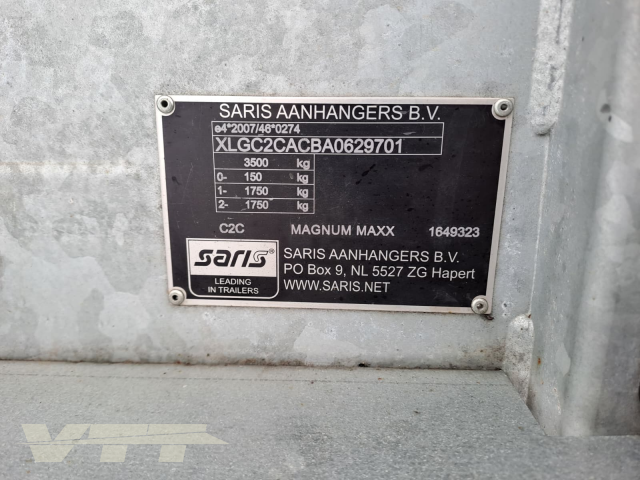 SARIS AANHANGERS B.V.
e4*2007/46*0274
XLGC2CACBA0629701
3500 kg
0- 150 kg
1- 1750 kg
2- 1750 kg
C2C MAGNUM MAXX 1649323
saris®
LEADING
IN TRAILERS
SARIS AANHANGERS B.V.
PO Box 9, NL 5527 ZG Hapert
WWW.SARIS.NET
VTT